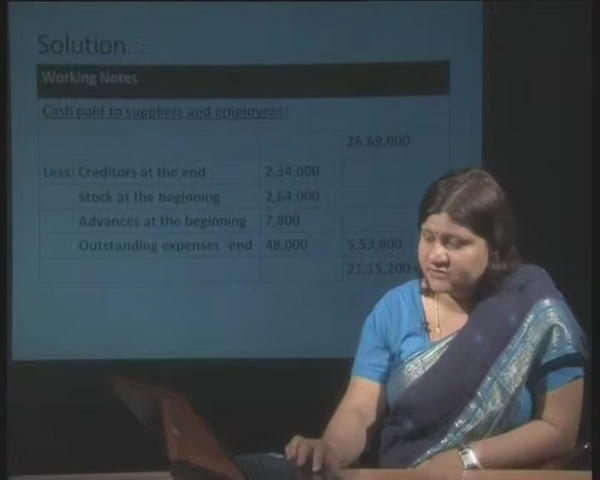 Solution...
Working Notes
Cash paid to suppliers and employees:
26,69,000
Less: Creditors at the end 2,34,000
Stock at the beginning 2,64,000
Advances at the beginning 7,800
Outstanding expenses -end 48,000 5,53,800
21,15,200